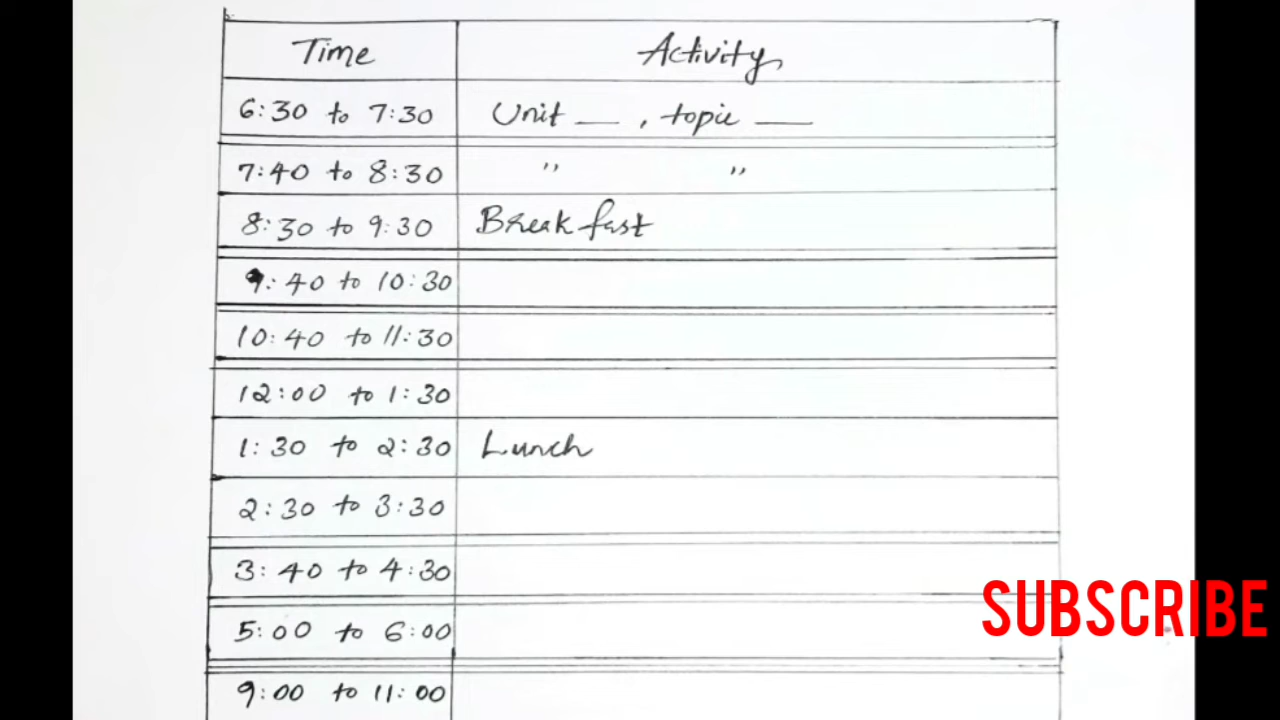 Time Activity
6:30 to 7:30 Unit __ , topic __
7:40 to 8:30 " "
8:30 to 9:30 Breakfast
9:40 to 10:30
10:40 to 11:30
12:00 to 1:30
1:30 to 2:30 Lunch
2:30 to 3:30
3:40 to 4:30
5:00 to 6:00
SUBSCRIBE
9:00 to 11:00